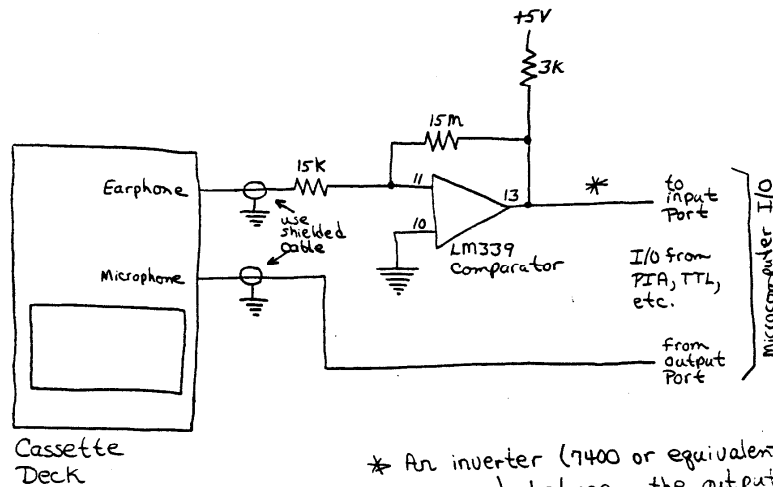 +5V
3K
15M
15K
Earphone
11
13
*
to
input
Port
use
shielded
cable
10
LM339
comparator
I/O from
PIA, TTL,
etc.
Microcomputer I/O
Microphone
from
output
Port
Cassette
Deck
* An inverter (7400 or equivalent
between the output